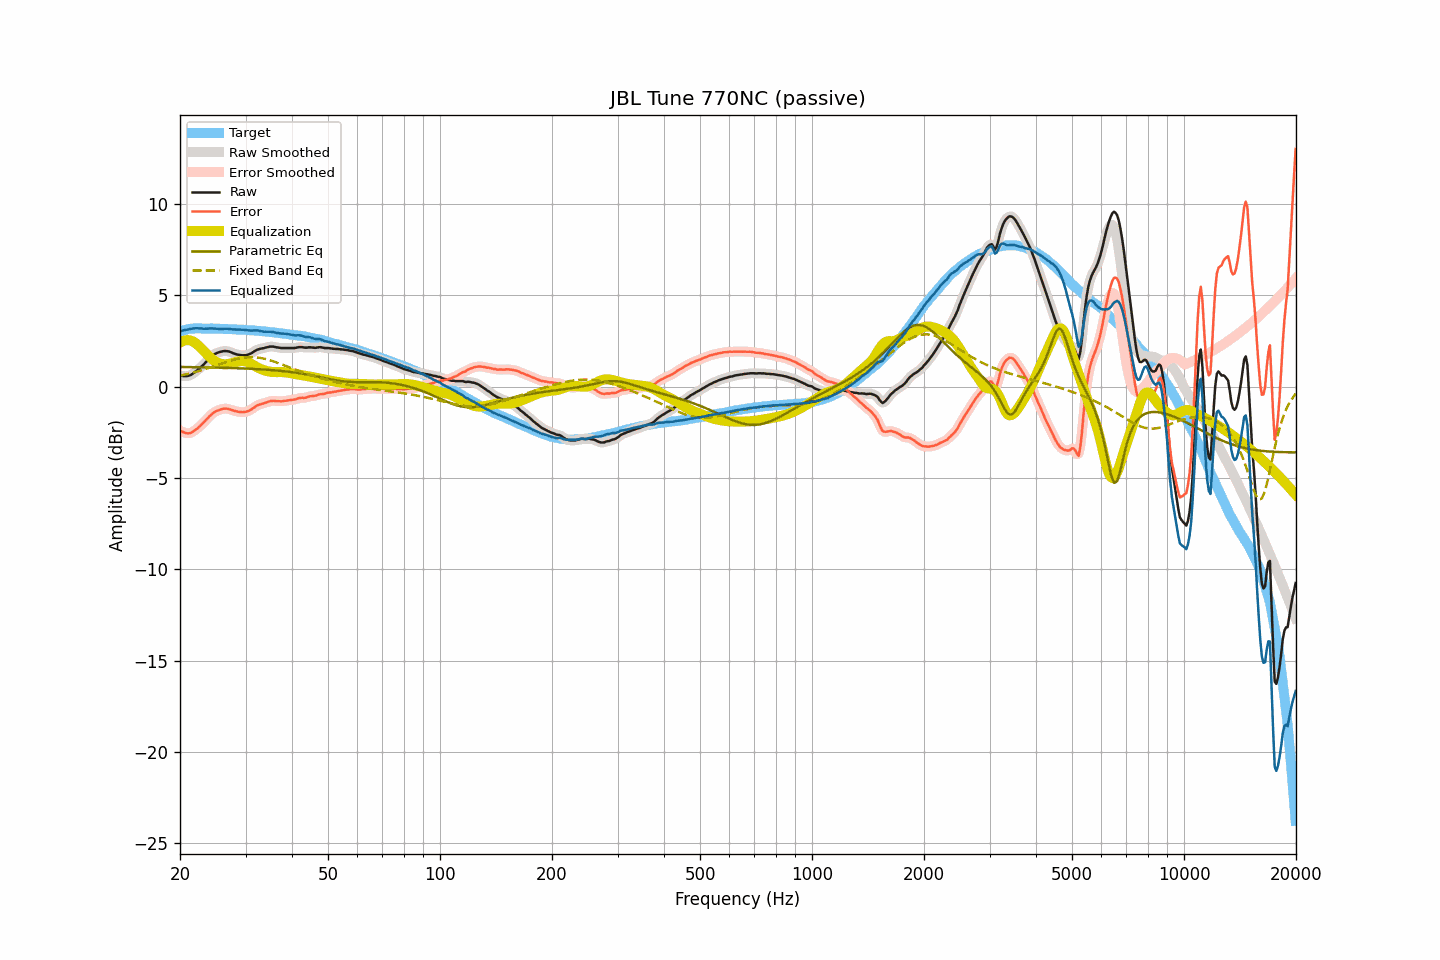 JBL Tune 770NC (passive)
Target
Raw Smoothed
Error Smoothed
Raw
Error
Equalization
Parametric Eq
Fixed Band Eq
Equalized
10
5
0
−5
−10
−15
−20
−25
Amplitude (dBr)
20 50 100 200 500 1000 2000 5000 10000 20000
Frequency (Hz)